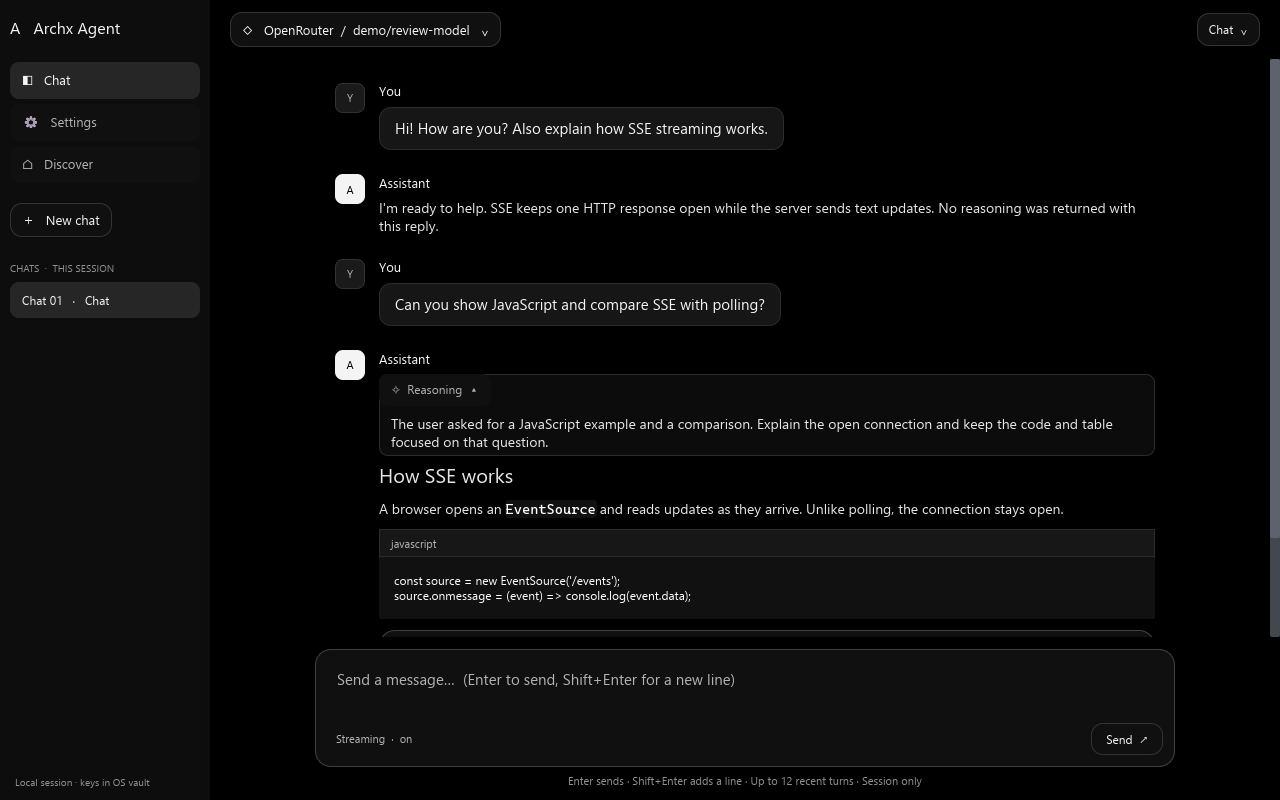 A Archx Agent
Chat
Settings
Discover
+ New chat
CHATS · THIS SESSION
Chat 01 · Chat
Local session · keys in OS vault
OpenRouter / demo/review-model
Chat
Y
You
Hi! How are you? Also explain how SSE streaming works.
A
Assistant
I'm ready to help. SSE keeps one HTTP response open while the server sends text updates. No reasoning was returned with
this reply.
Y
You
Can you show JavaScript and compare SSE with polling?
A
Assistant
Reasoning
The user asked for a JavaScript example and a comparison. Explain the open connection and keep the code and table
focused on that question.
How SSE works
A browser opens an EventSource and reads updates as they arrive. Unlike polling, the connection stays open.
javascript
const source = new EventSource('/events');
source.onmessage = (event) => console.log(event.data);
Send a message... (Enter to send, Shift+Enter for a new line)
Streaming · on
Send ↗
Enter sends · Shift+Enter adds a line · Up to 12 recent turns · Session only